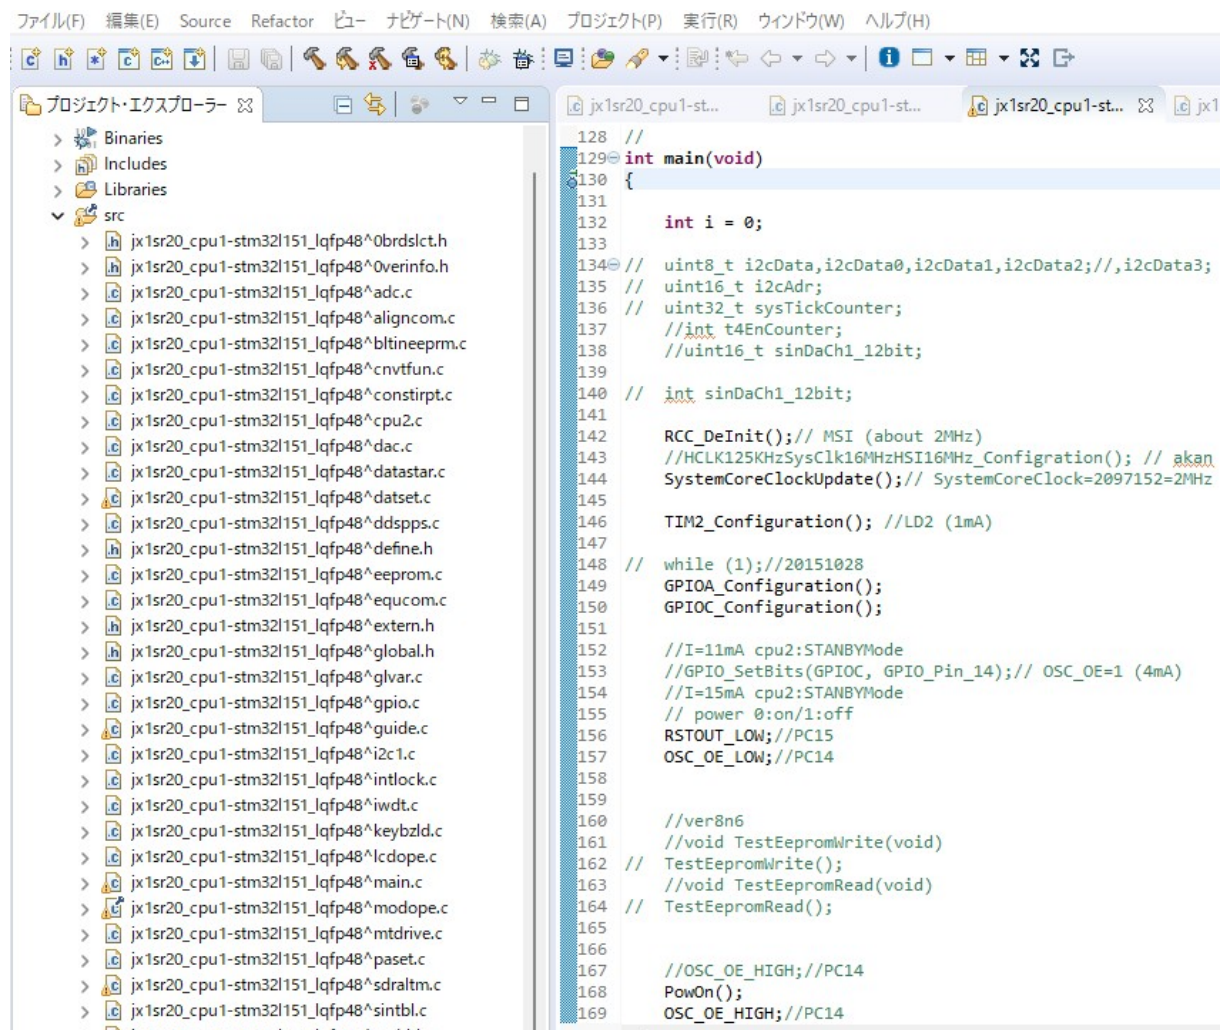 ファイル(F) 編集(E) Source Refactor ビュー ナビゲート(N) 検索(A) プロジェクト(P) 実行(R) ウィンドウ(W) ヘルプ(H)
プロジェクト・エクスプローラー
Binaries
Includes
Libraries
src
jx1sr20_cpu1-stm32l151_lqfp48^0brdslct.h
jx1sr20_cpu1-stm32l151_lqfp48^0verinfo.h
jx1sr20_cpu1-stm32l151_lqfp48^adc.c
jx1sr20_cpu1-stm32l151_lqfp48^aligncom.c
jx1sr20_cpu1-stm32l151_lqfp48^bltineeprm.c
jx1sr20_cpu1-stm32l151_lqfp48^cnvtfun.c
jx1sr20_cpu1-stm32l151_lqfp48^constirpt.c
jx1sr20_cpu1-stm32l151_lqfp48^cpu2.c
jx1sr20_cpu1-stm32l151_lqfp48^dac.c
jx1sr20_cpu1-stm32l151_lqfp48^datastar.c
jx1sr20_cpu1-stm32l151_lqfp48^datset.c
jx1sr20_cpu1-stm32l151_lqfp48^ddspps.c
jx1sr20_cpu1-stm32l151_lqfp48^define.h
jx1sr20_cpu1-stm32l151_lqfp48^eeprom.c
jx1sr20_cpu1-stm32l151_lqfp48^equcom.c
jx1sr20_cpu1-stm32l151_lqfp48^extern.h
jx1sr20_cpu1-stm32l151_lqfp48^global.h
jx1sr20_cpu1-stm32l151_lqfp48^glvar.c
jx1sr20_cpu1-stm32l151_lqfp48^gpio.c
jx1sr20_cpu1-stm32l151_lqfp48^guide.c
jx1sr20_cpu1-stm32l151_lqfp48^i2c1.c
jx1sr20_cpu1-stm32l151_lqfp48^intlock.c
jx1sr20_cpu1-stm32l151_lqfp48^iwdt.c
jx1sr20_cpu1-stm32l151_lqfp48^keybzld.c
jx1sr20_cpu1-stm32l151_lqfp48^lcdope.c
jx1sr20_cpu1-stm32l151_lqfp48^main.c
jx1sr20_cpu1-stm32l151_lqfp48^modope.c
jx1sr20_cpu1-stm32l151_lqfp48^mtdrive.c
jx1sr20_cpu1-stm32l151_lqfp48^paset.c
jx1sr20_cpu1-stm32l151_lqfp48^sdraltm.c
jx1sr20_cpu1-stm32l151_lqfp48^sintbl.c
jx1sr20_cpu1-st... jx1sr20_cpu1-st... jx1sr20_cpu1-st... jx1
128 //
129 int main(void)
130 {
131
132 int i = 0;
133
134 // uint8_t i2cData,i2cData0,i2cData1,i2cData2;//,i2cData3;
135 // uint16_t i2cAdr;
136 // uint32_t sysTickCounter;
137 //int t4EnCounter;
138 //uint16_t sinDaCh1_12bit;
139
140 // int sinDaCh1_12bit;
141
142 RCC_DeInit();// MSI (about 2MHz)
143 //HCLK125KHzSysClk16MHzHSI16MHz_Configration(); // akan
144 SystemCoreClockUpdate();// SystemCoreClock=2097152=2MHz
145
146 TIM2_Configuration(); //LD2 (1mA)
147
148 // while (1);//20151028
149 GPIOA_Configuration();
150 GPIOC_Configuration();
151
152 //I=11mA cpu2:STANBYMode
153 //GPIO_SetBits(GPIOC, GPIO_Pin_14);// OSC_OE=1 (4mA)
154 //I=15mA cpu2:STANBYMode
155 // power 0:on/1:off
156 RSTOUT_LOW;//PC15
157 OSC_OE_LOW;//PC14
158
159
160 //ver8n6
161 //void TestEepromWrite(void)
162 // TestEepromWrite();
163 //void TestEepromRead(void)
164 // TestEepromRead();
165
166
167 //OSC_OE_HIGH;//PC14
168 PowOn();
169 OSC_OE_HIGH;//PC14